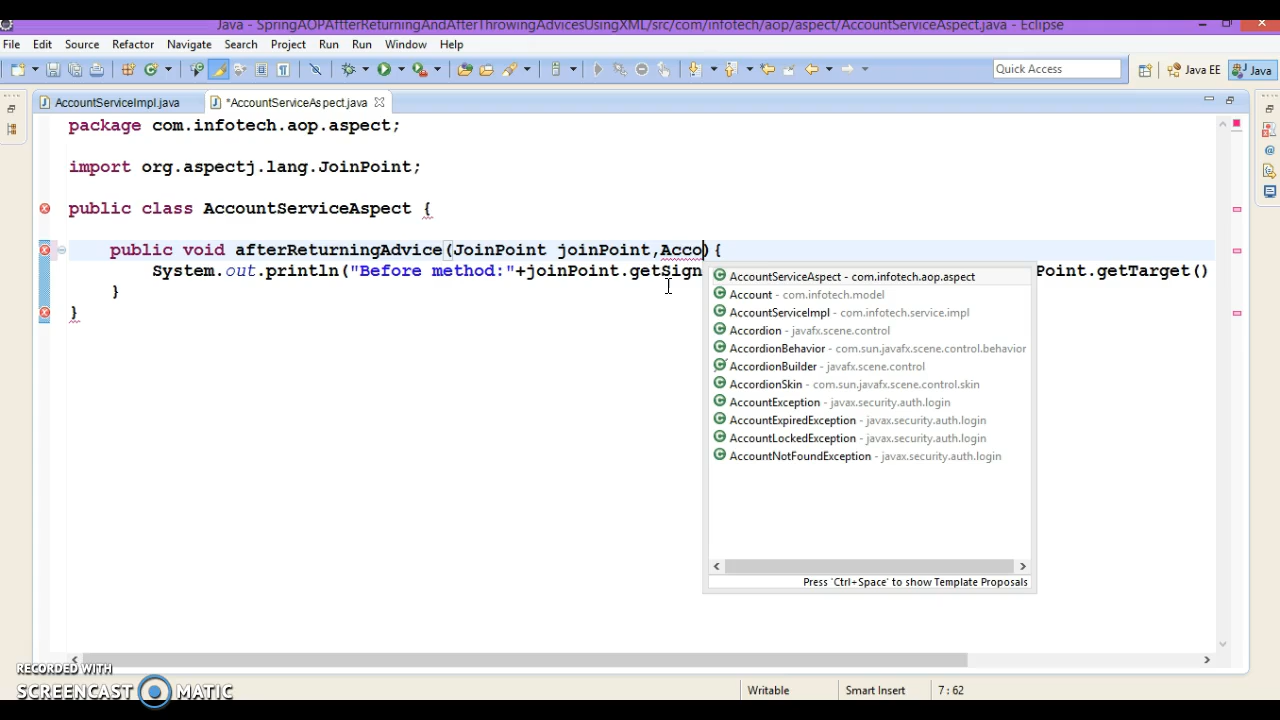 Java - SpringAOPAffterReturningAndAfterThrowingAdvicesUsingXML/src/com/infotech/aop/aspect/AccountServiceAspect.java - Eclipse
File Edit Source Refactor Navigate Search Project Run Run Window Help
Quick Access
Java EE
Java
AccountServiceImpl.java
*AccountServiceAspect.java
package com.infotech.aop.aspect;
import org.aspectj.lang.JoinPoint;
public class AccountServiceAspect {
public void afterReturningAdvice(JoinPoint joinPoint,Acco){
System.out.println("Before method:"+joinPoint.getSign Point.getTarget()
}
}
AccountServiceAspect - com.infotech.aop.aspect
Account - com.infotech.model
AccountServiceImpl - com.infotech.service.impl
Accordion - javafx.scene.control
AccordionBehavior - com.sun.javafx.scene.control.behavior
AccordionBuilder - javafx.scene.control
AccordionSkin - com.sun.javafx.scene.control.skin
AccountException - javax.security.auth.login
AccountExpiredException - javax.security.auth.login
AccountLockedException - javax.security.auth.login
AccountNotFoundException - javax.security.auth.login
Press 'Ctrl+Space' to show Template Proposals
RECORDED WITH
SCREENCAST MATIC
Writable
Smart Insert
7 : 62